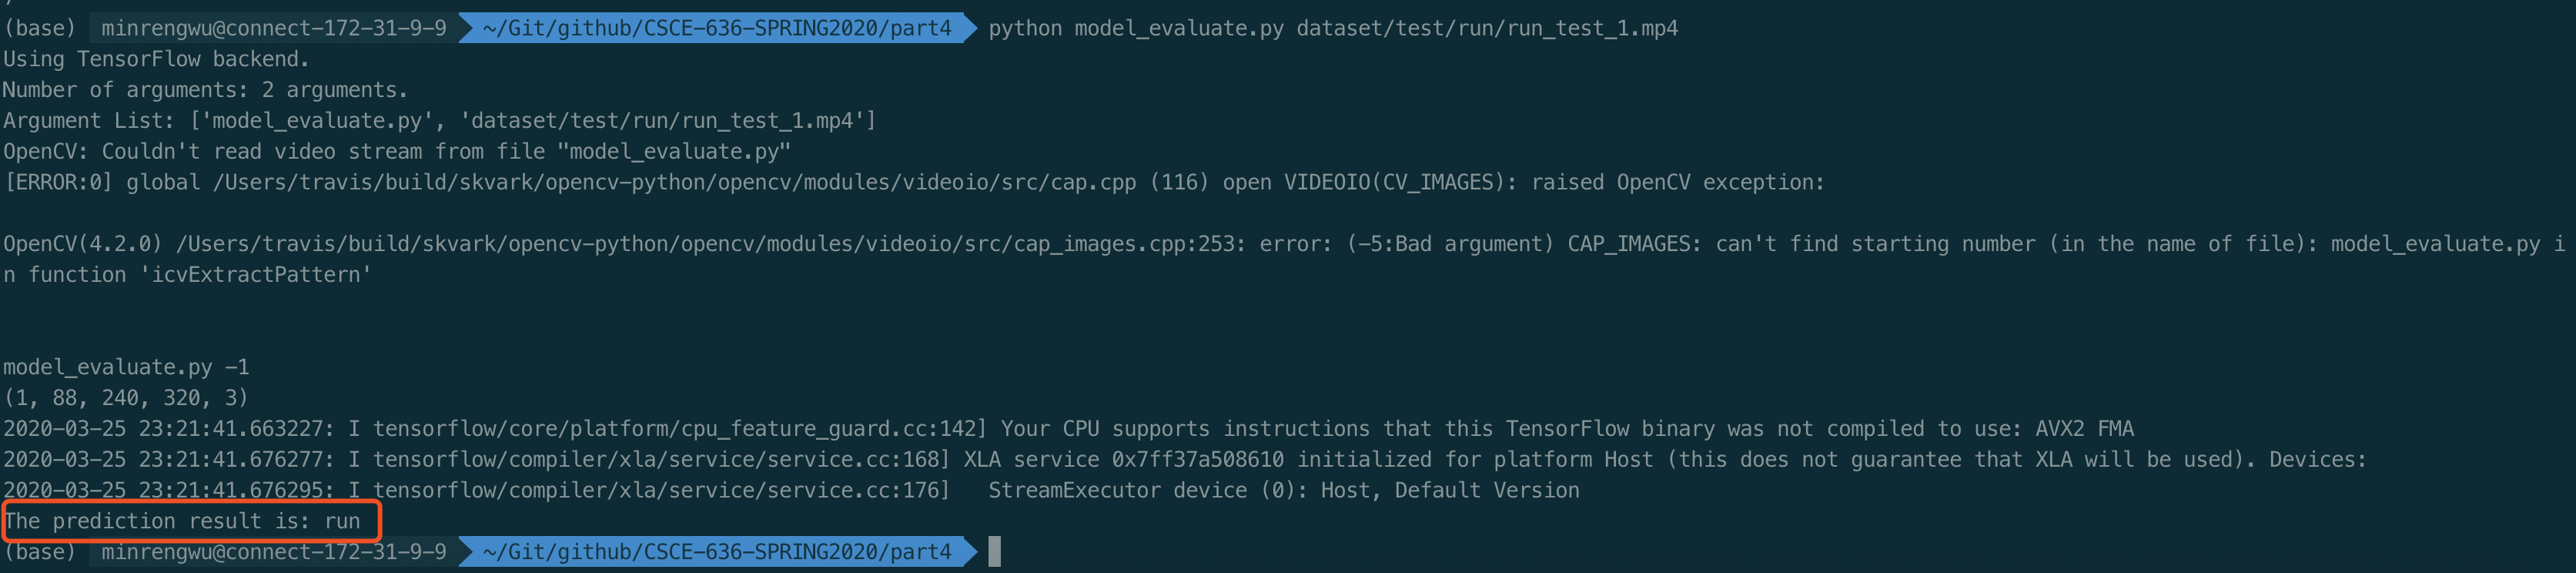 (base) minrengwu@connect-172-31-9-9 ~/Git/github/CSCE-636-SPRING2020/part4 python model_evaluate.py dataset/test/run/run_test_1.mp4
Using TensorFlow backend.
Number of arguments: 2 arguments.
Argument List: ['model_evaluate.py', 'dataset/test/run/run_test_1.mp4']
OpenCV: Couldn't read video stream from file "model_evaluate.py"
[ERROR:0] global /Users/travis/build/skvark/opencv-python/opencv/modules/videoio/src/cap.cpp (116) open VIDEOIO(CV_IMAGES): raised OpenCV exception:
OpenCV(4.2.0) /Users/travis/build/skvark/opencv-python/opencv/modules/videoio/src/cap_images.cpp:253: error: (-5:Bad argument) CAP_IMAGES: can't find starting number (in the name of file): model_evaluate.py i
n function 'icvExtractPattern'
model_evaluate.py -1
(1, 88, 240, 320, 3)
2020-03-25 23:21:41.663227: I tensorflow/core/platform/cpu_feature_guard.cc:142] Your CPU supports instructions that this TensorFlow binary was not compiled to use: AVX2 FMA
2020-03-25 23:21:41.676277: I tensorflow/compiler/xla/service/service.cc:168] XLA service 0x7ff37a508610 initialized for platform Host (this does not guarantee that XLA will be used). Devices:
2020-03-25 23:21:41.676295: I tensorflow/compiler/xla/service/service.cc:176]   StreamExecutor device (0): Host, Default Version
The prediction result is: run
(base) minrengwu@connect-172-31-9-9 ~/Git/github/CSCE-636-SPRING2020/part4